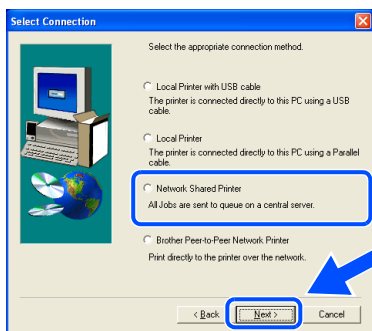 Select Connection
Select the appropriate connection method.
Local Printer with USB cable
The printer is connected directly to this PC using a USB
cable.
Local Printer
The printer is connected directly to this PC using a Parallel
cable.
Network Shared Printer
All Jobs are sent to queue on a central server.
Brother Peer-to-Peer Network Printer
Print directly to the printer over the network.
< Back Next > Cancel